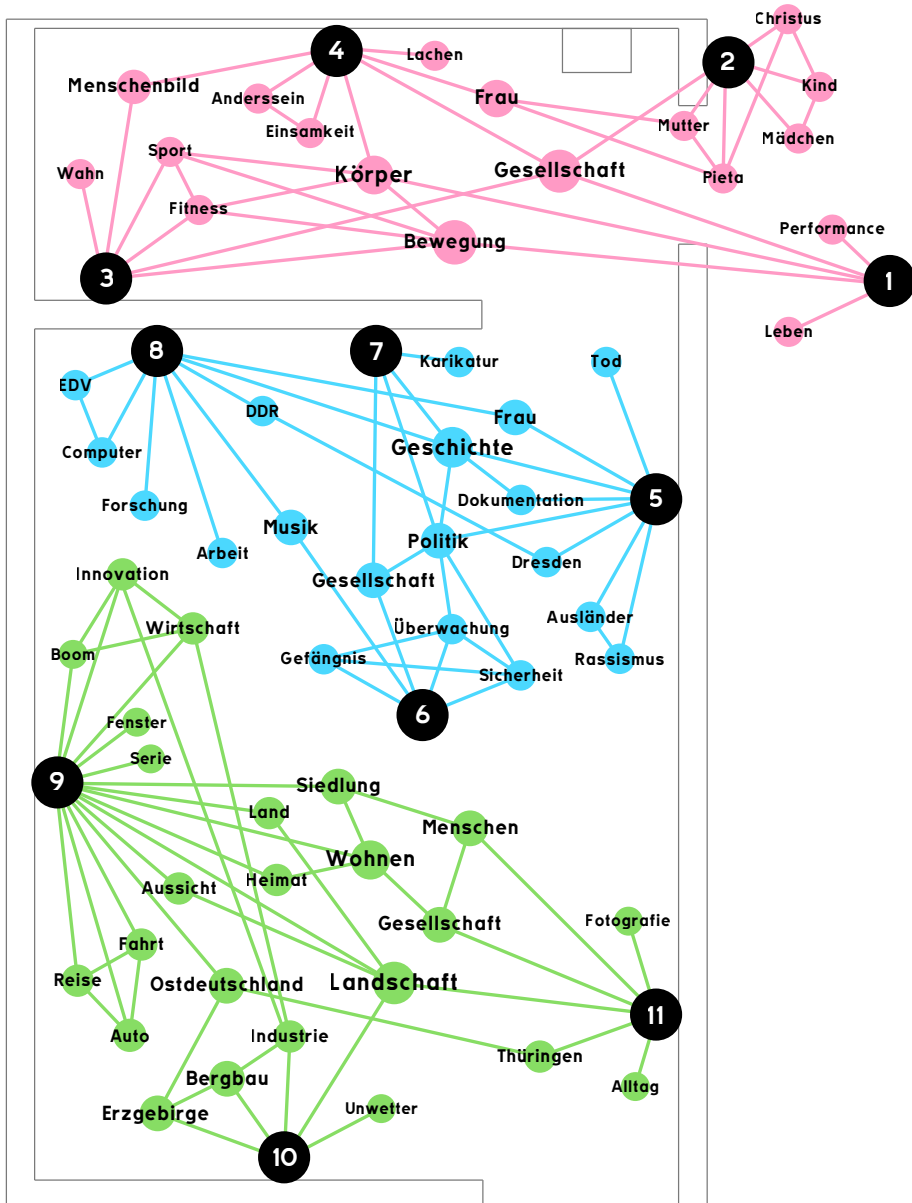 Christus
4
Lachen
2
Menschenbild
Kind
Anderssein
Frau
Mutter
Einsamkeit
Mädchen
Sport
Wahn
Körper
Gesellschaft
Pieta
Fitness
Performance
Bewegung
3
1
Leben
8
7
Karikatur
Tod
EDV
DDR
Frau
Computer
Geschichte
Forschung
Dokumentation
5
Musik
Arbeit
Politik
Dresden
Innovation
Gesellschaft
Ausländer
Wirtschaft
Überwachung
Boom
Gefängnis
Rassismus
Sicherheit
6
Fenster
Serie
9
Siedlung
Land
Menschen
Wohnen
Heimat
Aussicht
Gesellschaft
Fotografie
Fahrt
Reise
Ostdeutschland
Landschaft
11
Auto
Industrie
Thüringen
Bergbau
Alltag
Erzgebirge
Unwetter
10